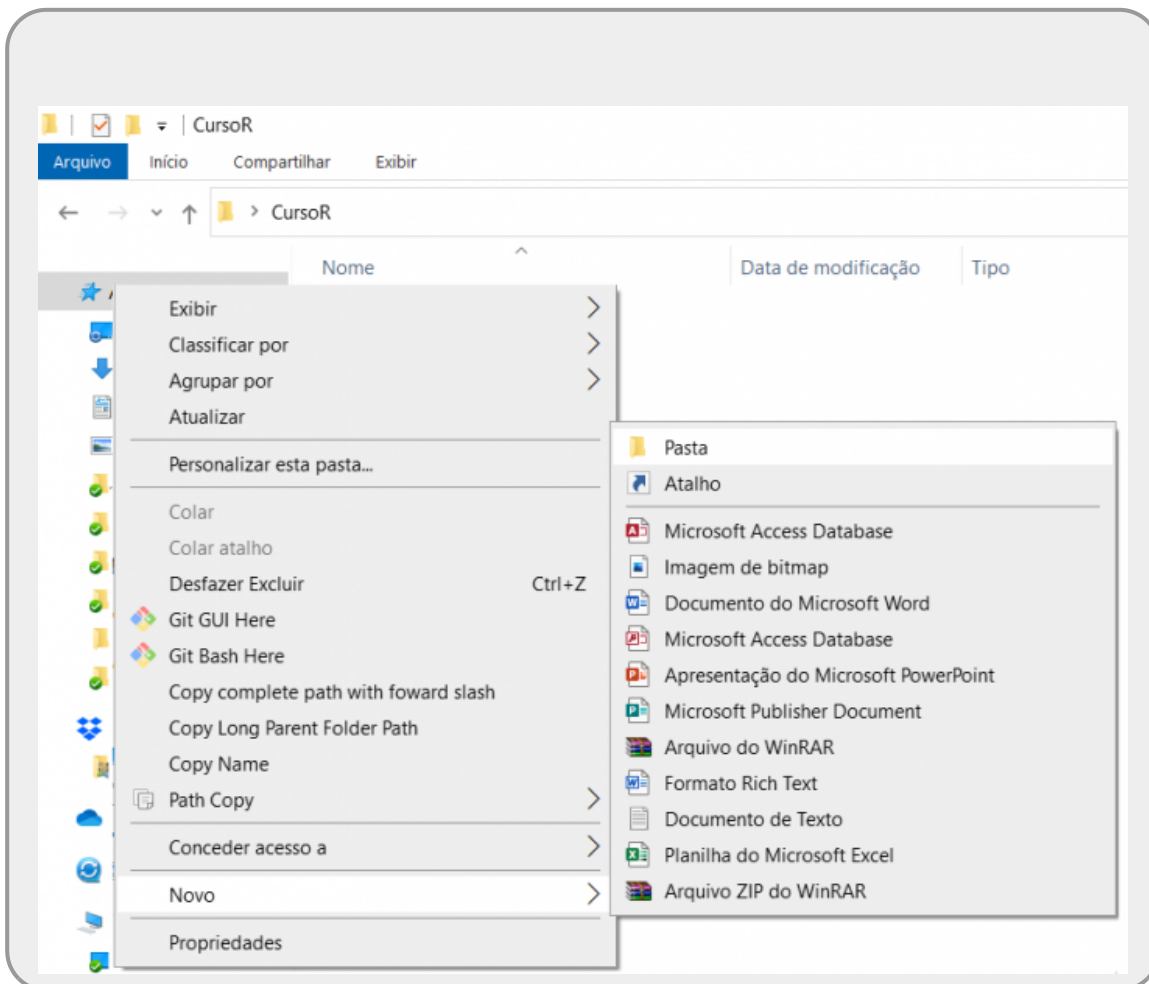 CursoR
Arquivo Início Compartilhar Exibir
CursoR
Nome Data de modificação Tipo
Exibir
Classificar por
Agrupar por
Atualizar
Personalizar esta pasta...
Colar
Colar atalho
Desfazer Excluir Ctrl+Z
Git GUI Here
Git Bash Here
Copy complete path with foward slash
Copy Long Parent Folder Path
Copy Name
Path Copy
Conceder acesso a
Novo
Propriedades
Pasta
Atalho
Microsoft Access Database
Imagem de bitmap
Documento do Microsoft Word
Microsoft Access Database
Apresentação do Microsoft PowerPoint
Microsoft Publisher Document
Arquivo do WinRAR
Formato Rich Text
Documento de Texto
Planilha do Microsoft Excel
Arquivo ZIP do WinRAR